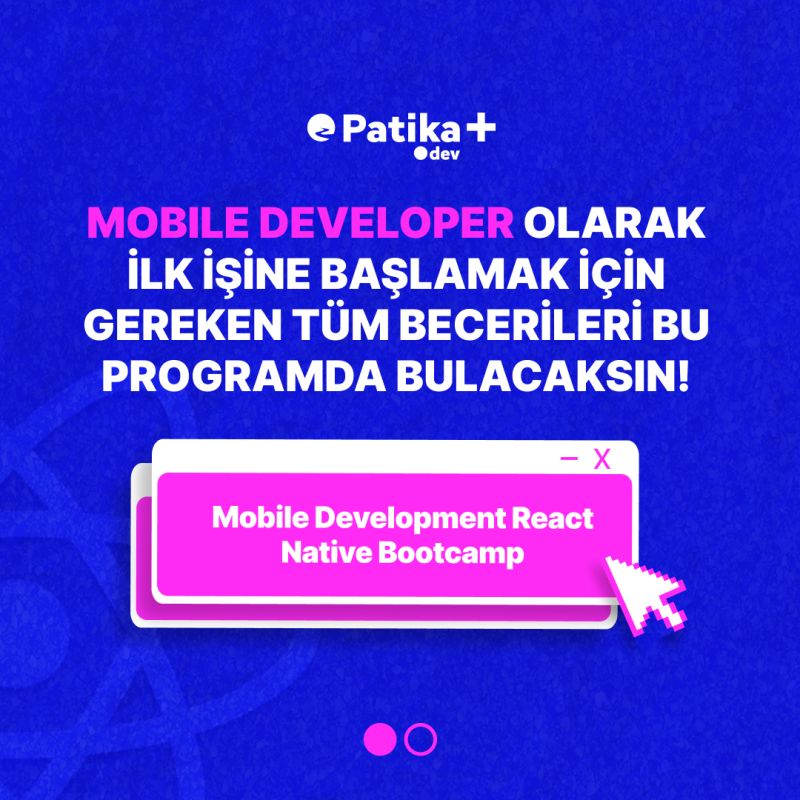 Patika+
dev
MOBILE DEVELOPER OLARAK
İLK İŞİNE BAŞLAMAK İÇİN
GEREKEN TÜM BECERİLERİ BU
PROGRAMDA BULACAKSIN!
– X
Mobile Development React
Native Bootcamp